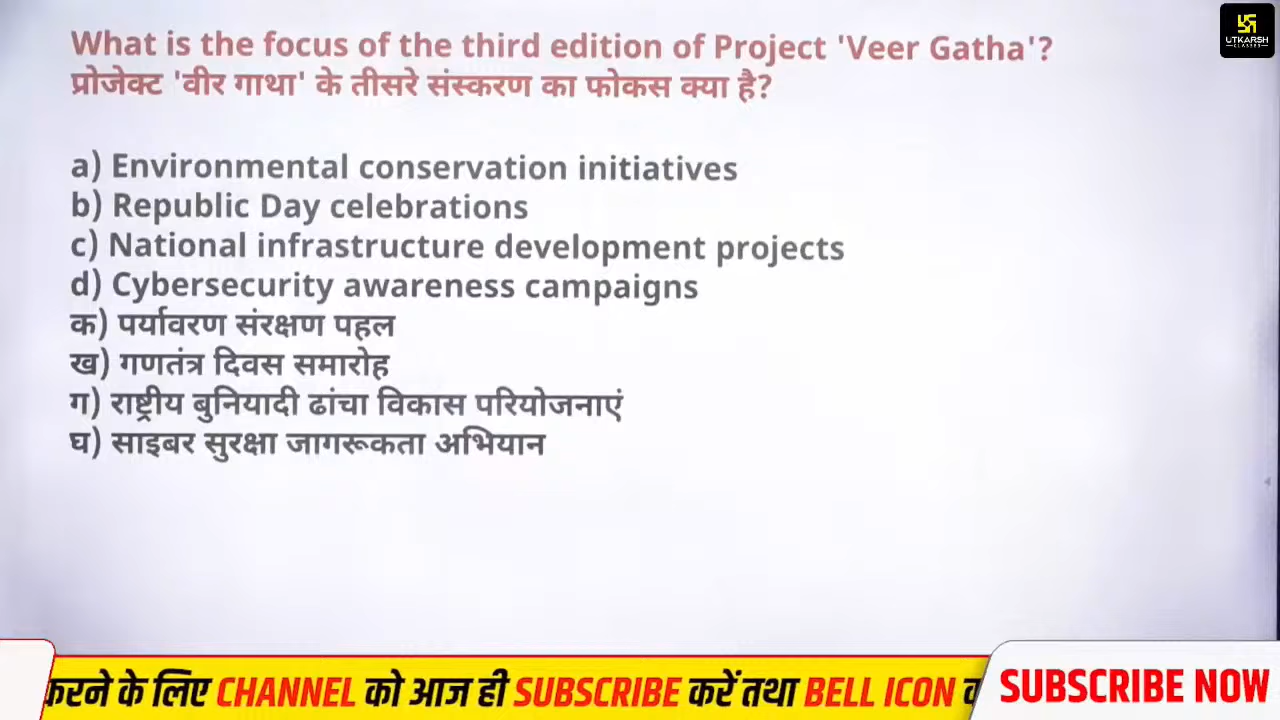 What is the focus of the third edition of Project 'Veer Gatha'?
प्रोजेक्ट 'वीर गाथा' के तीसरे संस्करण का फोकस क्या है?
a) Environmental conservation initiatives
b) Republic Day celebrations
c) National infrastructure development projects
d) Cybersecurity awareness campaigns
क) पर्यावरण संरक्षण पहल
ख) गणतंत्र दिवस समारोह
ग) राष्ट्रीय बुनियादी ढांचा विकास परियोजनाएं
घ) साइबर सुरक्षा जागरूकता अभियान
UTKARSH
CLASSES
करने के लिए CHANNEL को आज ही SUBSCRIBE करें तथा BELL ICON
SUBSCRIBE NOW